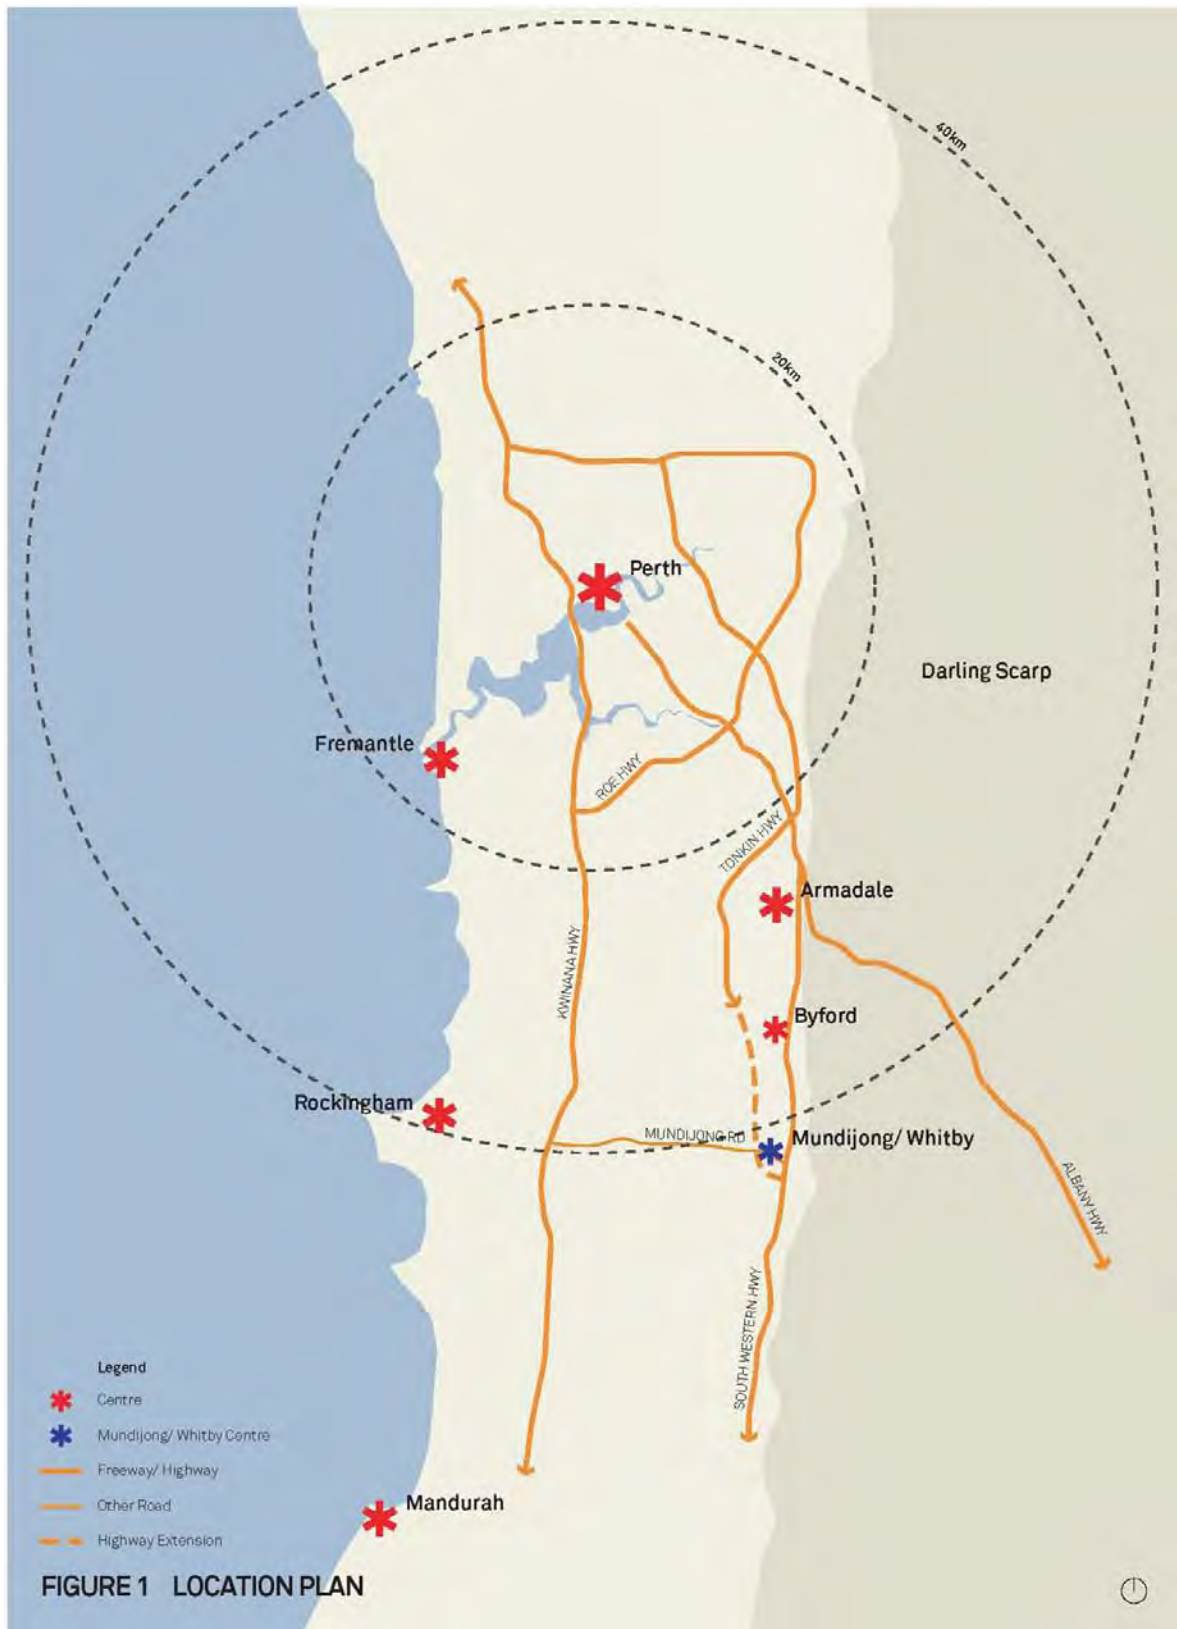 40km
20km
Perth
Darling Scarp
Fremantle
ROE HWY
TONKIN HWY
Armadale
KWINANA HWY
Byford
Rockingham
MUNDIJONG RD
Mundijong/ Whitby
ALBANY HWY
SOUTH WESTERN HWY
Legend
Centre
Mundijong/ Whitby Centre
Freeway/ Highway
Other Road
Highway Extension
Mandurah
FIGURE 1 LOCATION PLAN